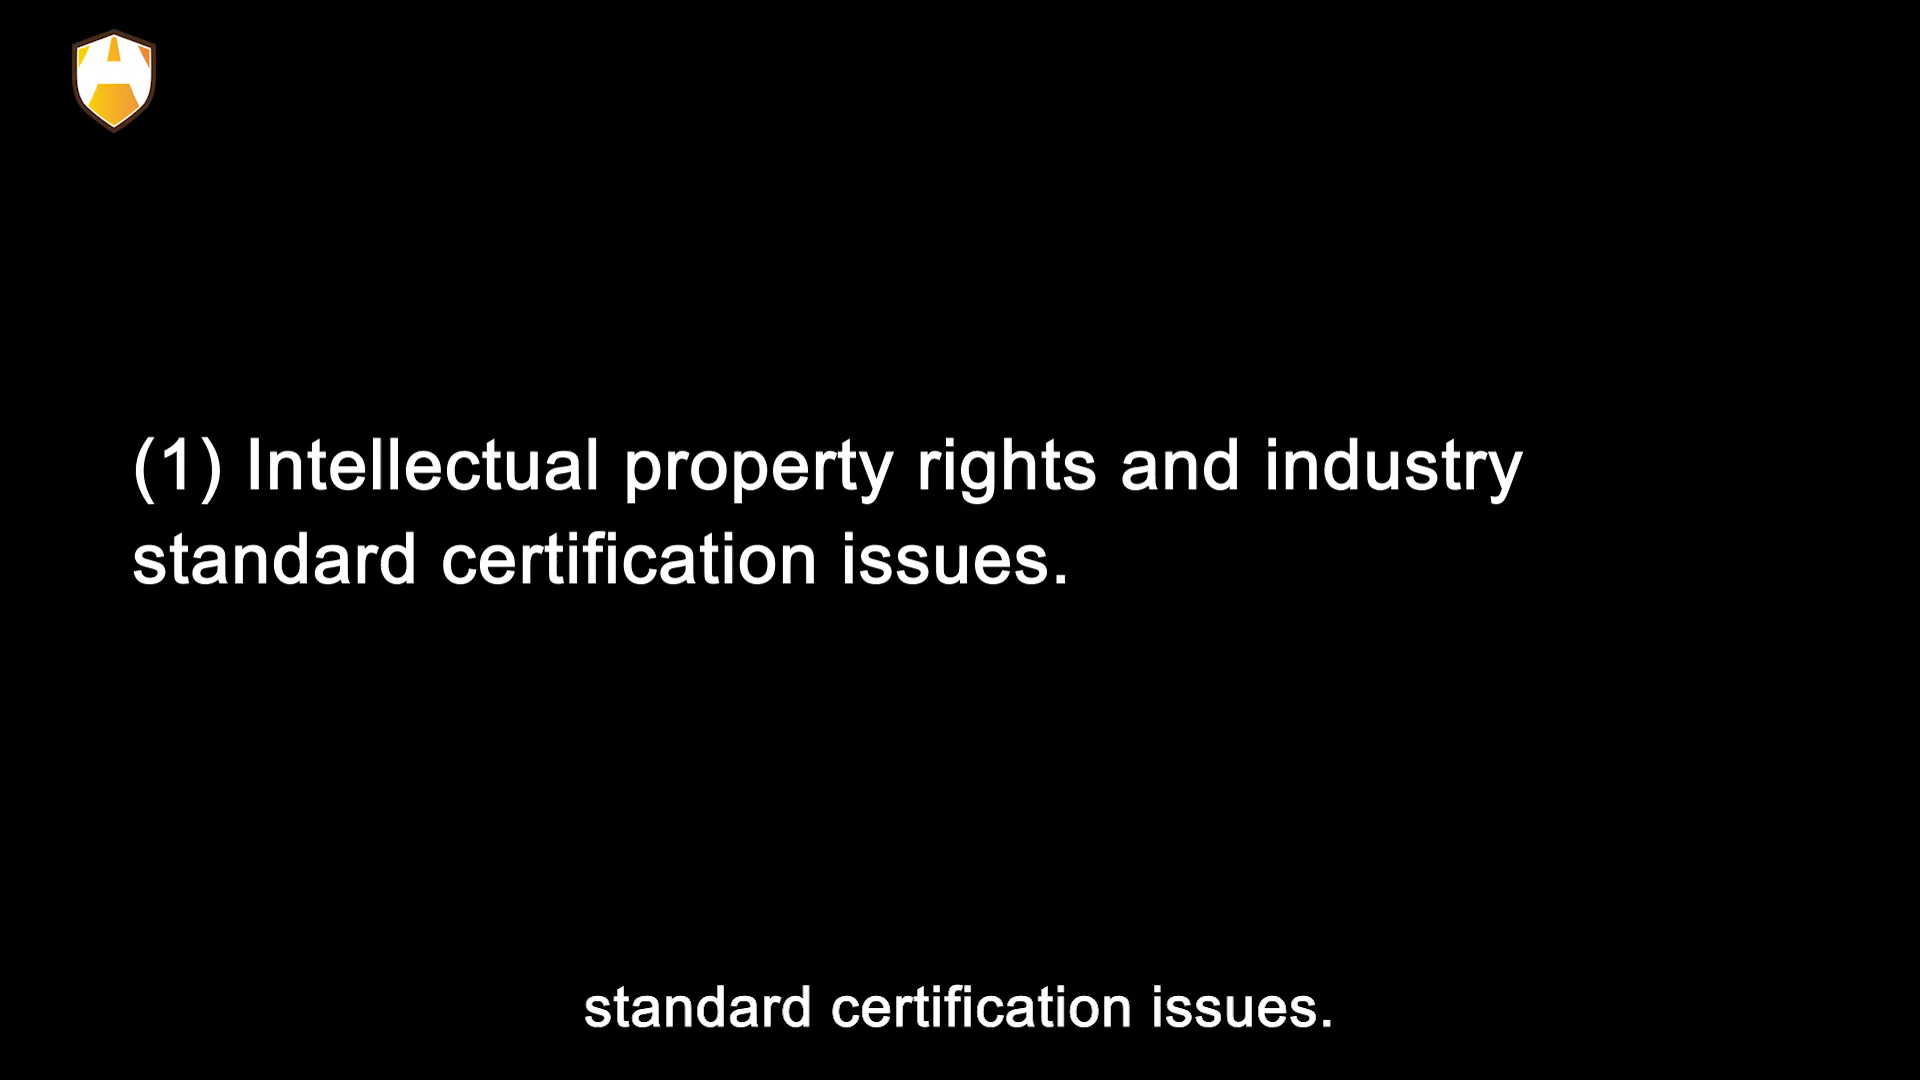 (1) Intellectual property rights and industry
standard certification issues.
standard certification issues.